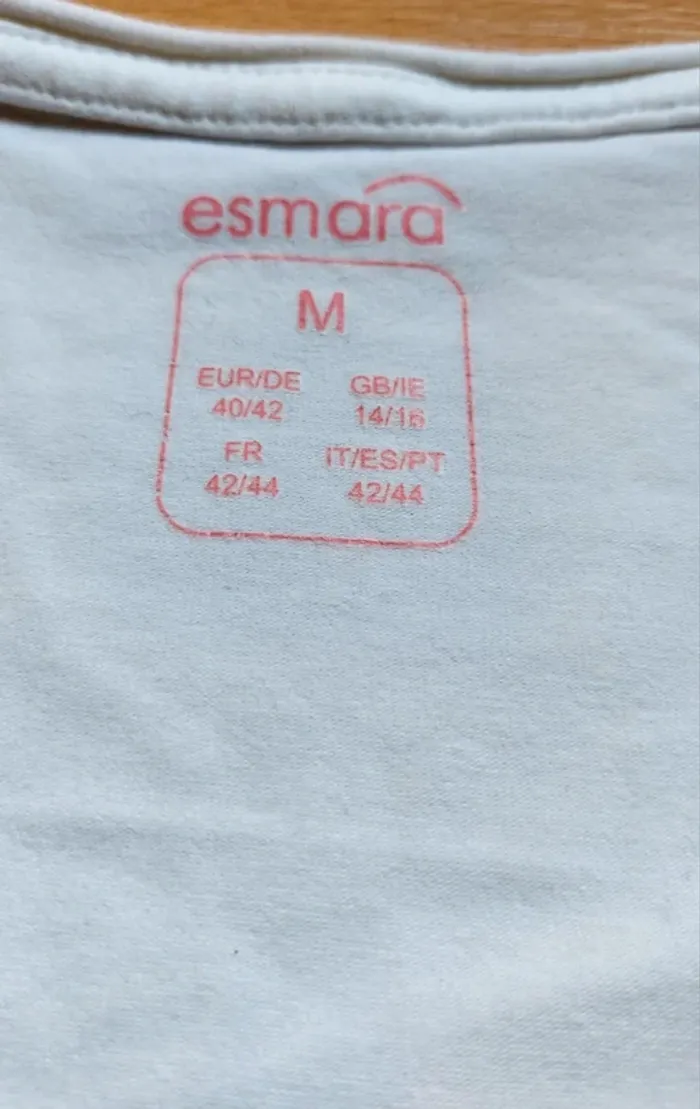 esmara
M
EUR/DE GB/IE
40/42 14/16
FR IT/ES/PT
42/44 42/44